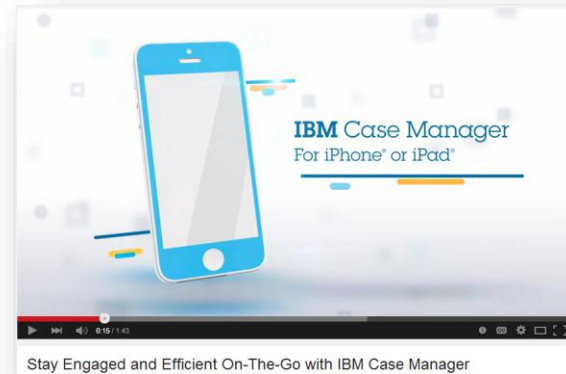 IBM Case Manager
For iPhone® or iPad®
0:15 / 1:43
CC
Stay Engaged and Efficient On-The-Go with IBM Case Manager